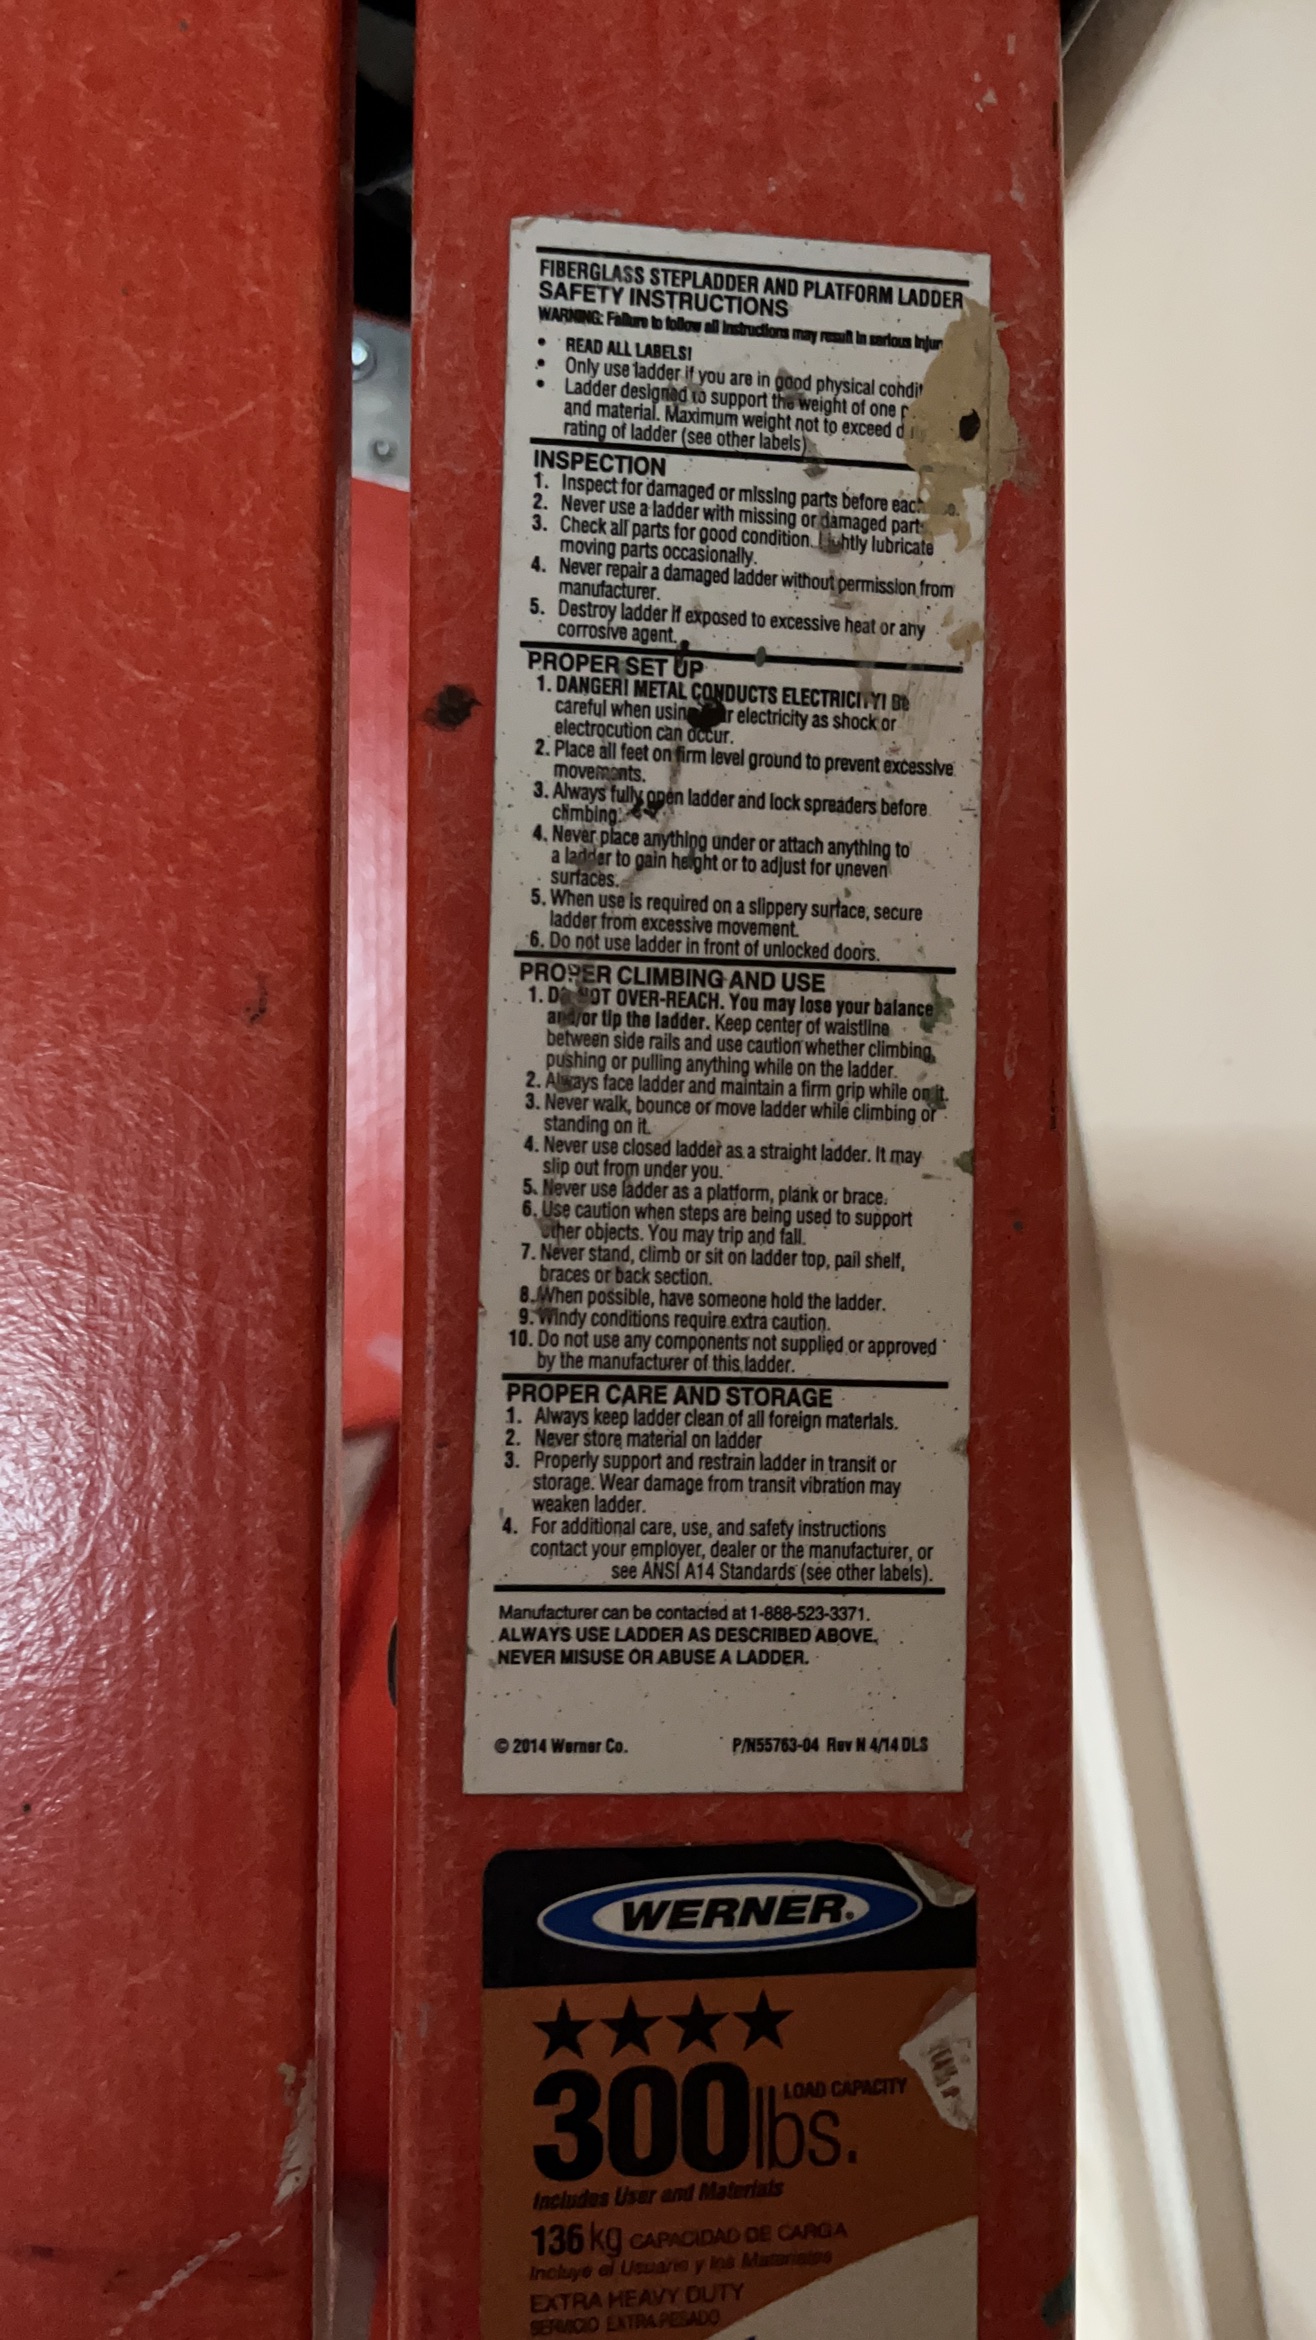 FIBERGLASS STEPLADDER AND PLATFORM LADDER
SAFETY INSTRUCTIONS
WARNING: Failure to follow all instructions may result in serious injur
• READ ALL LABELS!
• Only use ladder if you are in good physical condit
• Ladder designed to support the weight of one
and material. Maximum weight not to exceed
rating of ladder (see other labels)
INSPECTION
1. Inspect for damaged or missing parts before each
2. Never use a ladder with missing or damaged part
3. Check all parts for good condition. Lightly lubricate
moving parts occasionally.
4. Never repair a damaged ladder without permission from
manufacturer.
5. Destroy ladder if exposed to excessive heat or any
corrosive agent.
PROPER SET UP
1. DANGER! METAL CONDUCTS ELECTRICITY! Be
careful when using electricity as shock or
electrocution can occur.
2. Place all feet on firm level ground to prevent excessive
movements.
3. Always fully open ladder and lock spreaders before
climbing.
4. Never place anything under or attach anything to
a ladder to gain height or to adjust for uneven
surfaces.
5. When use is required on a slippery surface, secure
ladder from excessive movement.
6. Do not use ladder in front of unlocked doors.
PROPER CLIMBING AND USE
1. DO NOT OVER-REACH. You may lose your balance
and/or tip the ladder. Keep center of waistline
between side rails and use caution whether climbing,
pushing or pulling anything while on the ladder.
2. Always face ladder and maintain a firm grip while on it.
3. Never walk, bounce or move ladder while climbing or
standing on it.
4. Never use closed ladder as a straight ladder. It may
slip out from under you.
5. Never use ladder as a platform, plank or brace.
6. Use caution when steps are being used to support
other objects. You may trip and fall.
7. Never stand, climb or sit on ladder top, pail shelf,
braces or back section.
8. When possible, have someone hold the ladder.
9. Windy conditions require extra caution.
10. Do not use any components not supplied or approved
by the manufacturer of this ladder.
PROPER CARE AND STORAGE
1. Always keep ladder clean of all foreign materials.
2. Never store material on ladder
3. Properly support and restrain ladder in transit or
storage. Wear damage from transit vibration may
weaken ladder.
4. For additional care, use, and safety instructions
contact your employer, dealer or the manufacturer, or
see ANSI A14 Standards (see other labels).
Manufacturer can be contacted at 1-888-523-3371.
ALWAYS USE LADDER AS DESCRIBED ABOVE,
NEVER MISUSE OR ABUSE A LADDER.
© 2014 Werner Co. P/N55763-04 Rev N 4/14 DLS
WERNER®
300 lbs. LOAD CAPACITY
Includes User and Materials
136 kg CAPACIDAD DE CARGA
Incluye el Usuario y los Materiales
EXTRA HEAVY DUTY
SERVICIO EXTRA PESADO